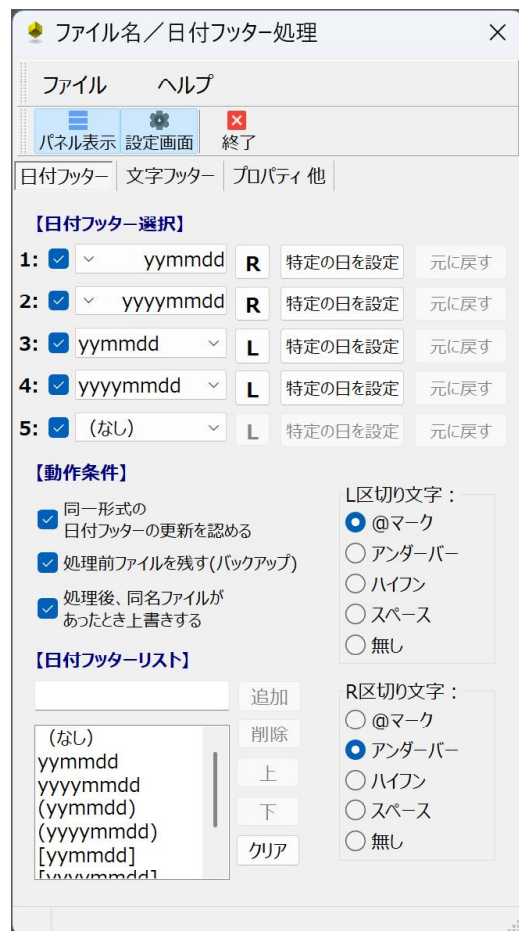 ファイル名／日付フッター処理
ファイル ヘルプ
パネル表示 設定画面 終了
日付フッター 文字フッター プロパティ 他
【日付フッター選択】
1: yymmdd R 特定の日を設定 元に戻す
2: yyyymmdd R 特定の日を設定 元に戻す
3: yymmdd L 特定の日を設定 元に戻す
4: yyyymmdd L 特定の日を設定 元に戻す
5: （なし） L 特定の日を設定 元に戻す
【動作条件】
同一形式の
日付フッターの更新を認める
処理前ファイルを残す(バックアップ)
処理後、同名ファイルが
あったとき上書きする
L区切り文字：
@マーク
アンダーバー
ハイフン
スペース
無し
【日付フッターリスト】
追加
削除
上
下
クリア
（なし）
yymmdd
yyyymmdd
(yymmdd)
(yyyymmdd)
[yymmdd]
[yyyymmdd]
R区切り文字：
@マーク
アンダーバー
ハイフン
スペース
無し